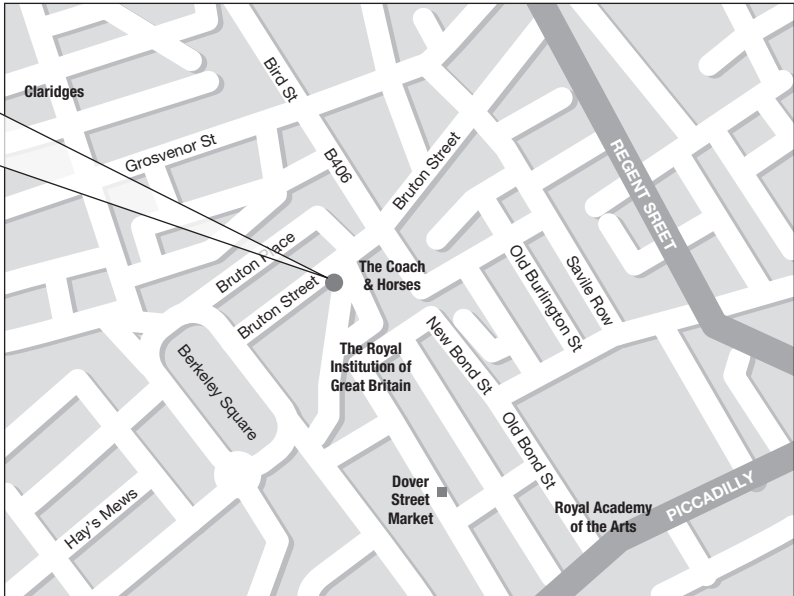 Claridges
Bird St
Grosvenor St
B406
Bruton Street
REGENT SREET
Bruton Place
The Coach
& Horses
Bruton Street
Old Burlington St
Savile Row
New Bond St
The Royal
Institution of
Great Britain
Berkeley Square
Old Bond St
Dover
Street
Market
Hay's Mews
Royal Academy
of the Arts
PICCADILLY